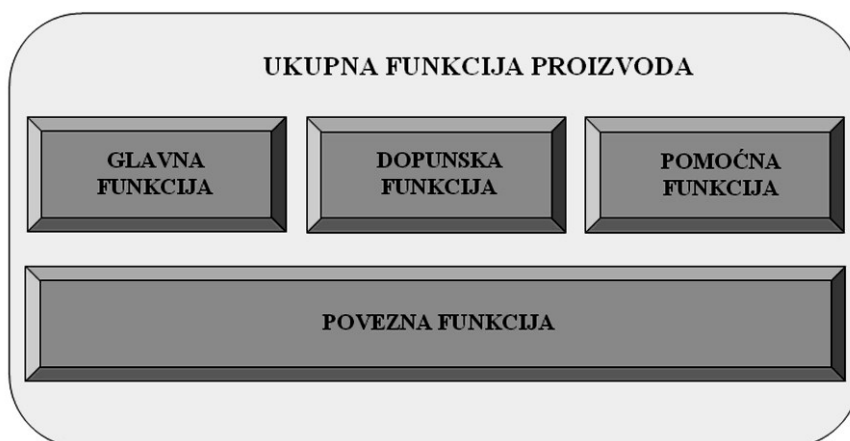 UKUPNA FUNKCIJA PROIZVODA
GLAVNA
FUNKCIJA
DOPUNSKA
FUNKCIJA
POMOĆNA
FUNKCIJA
POVEZNA FUNKCIJA